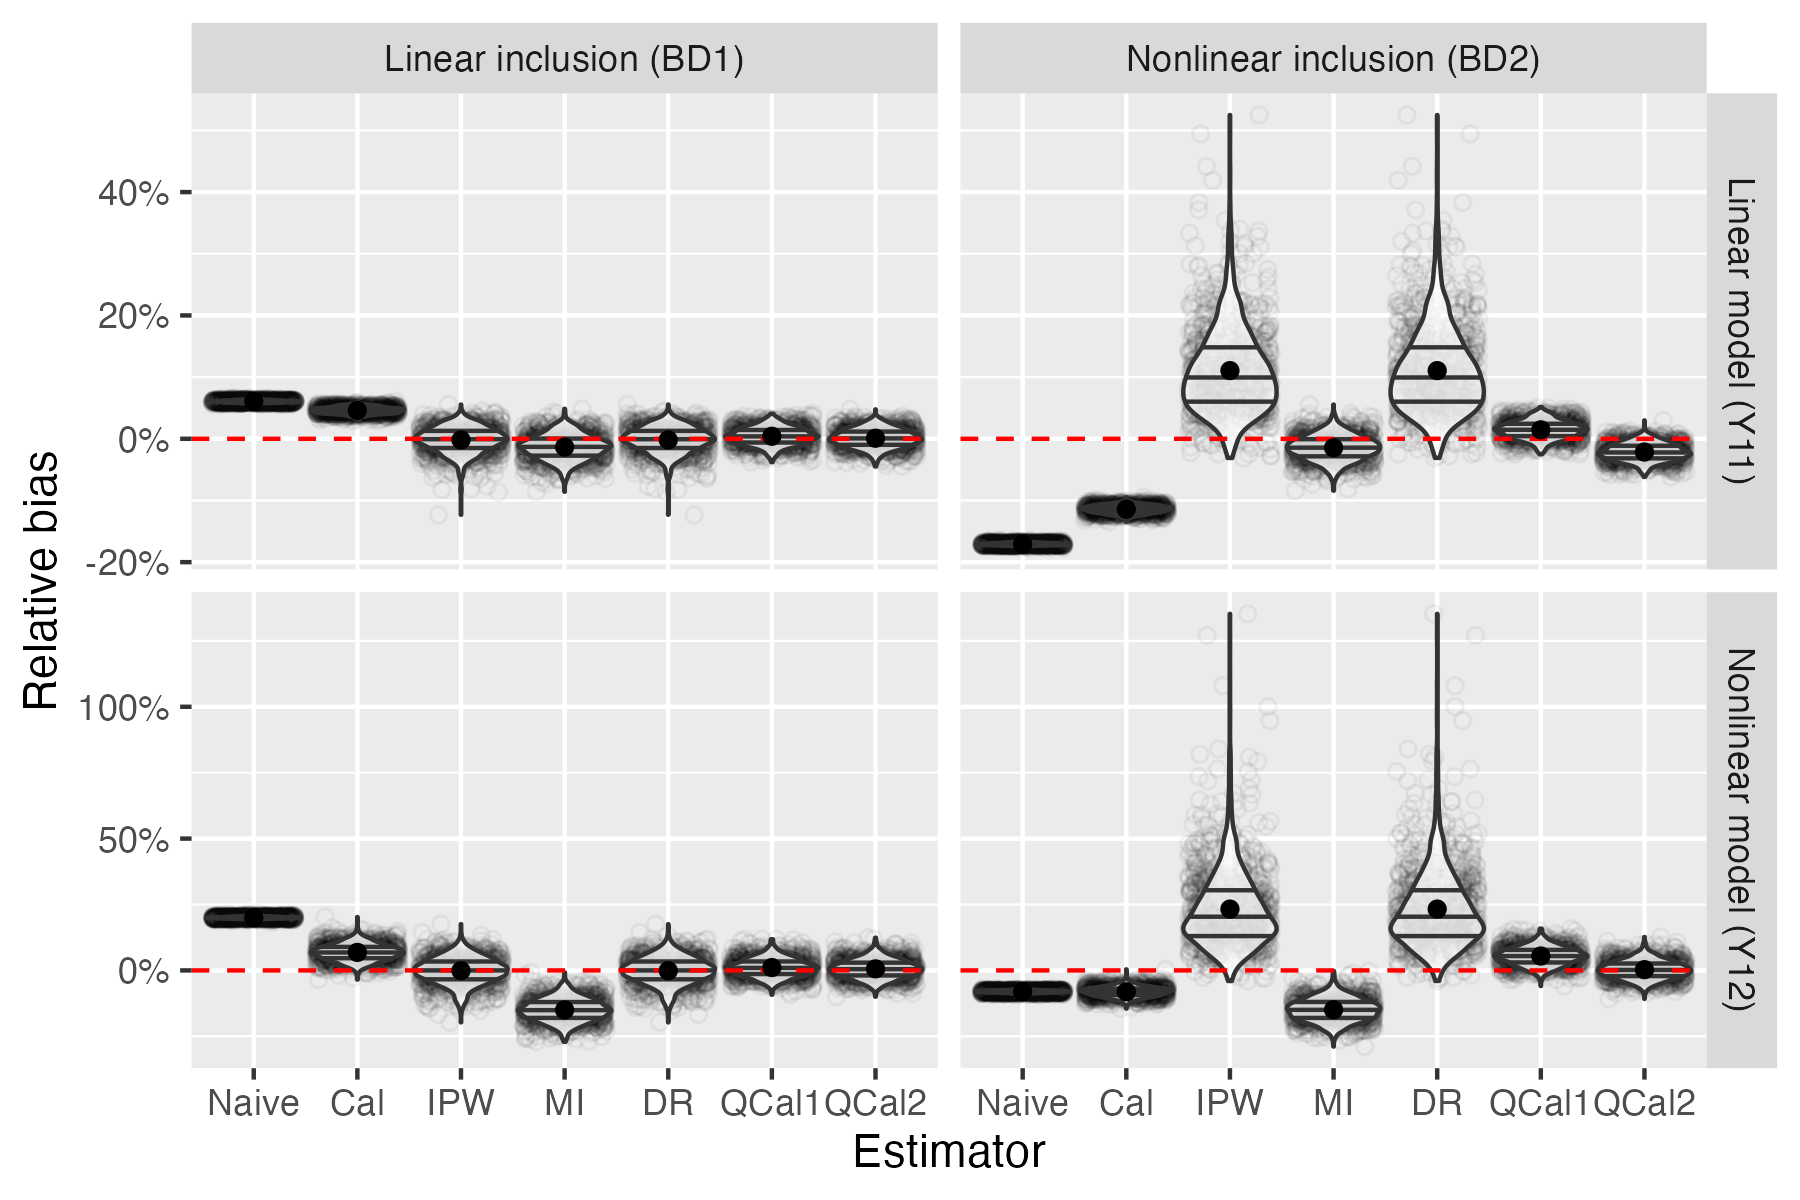 Linear inclusion (BD1)
Nonlinear inclusion (BD2)
40%
20%
0%
-20%
Linear model (Y11)
100%
50%
0%
Nonlinear model (Y12)
Relative bias
Naive Cal IPW MI DR QCal1 QCal2
Naive Cal IPW MI DR QCal1 QCal2
Estimator